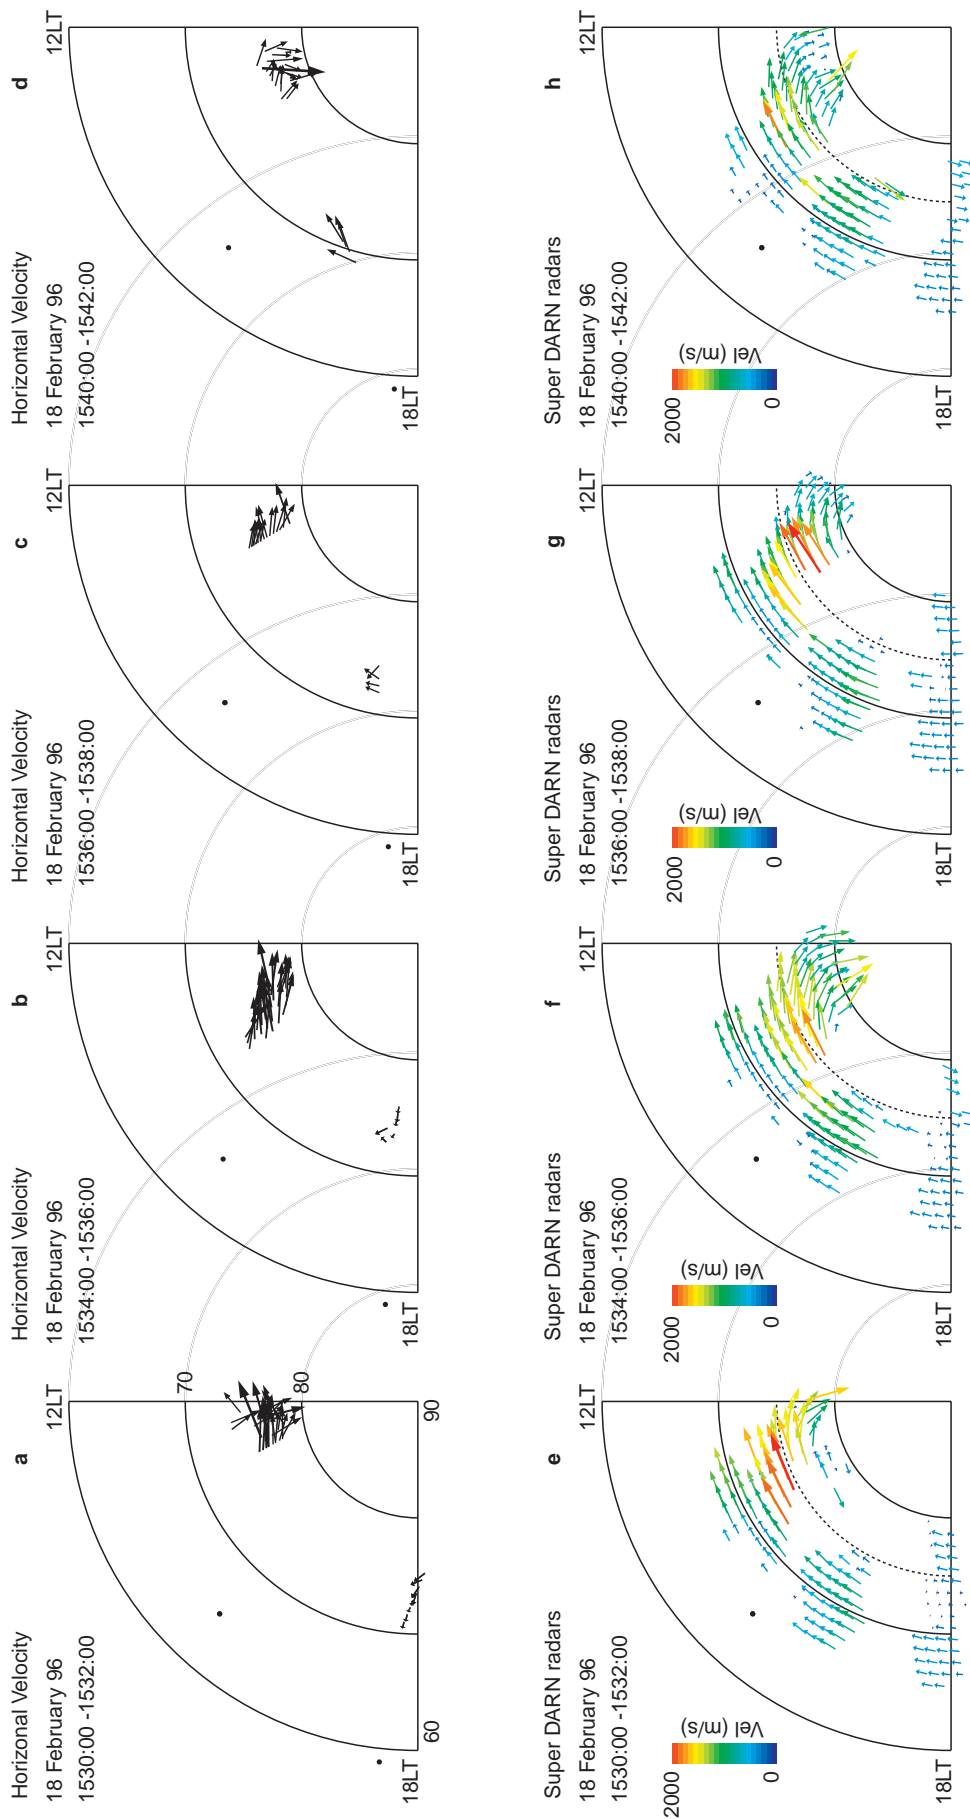 a
Horizonal Velocity
18 February 96
1530:00 -1532:00
12LT
70
80
90
60
18LT
b
Horizontal Velocity
18 February 96
1534:00 -1536:00
12LT
18LT
c
Horizontal Velocity
18 February 96
1536:00 -1538:00
12LT
18LT
d
Horizontal Velocity
18 February 96
1540:00 -1542:00
12LT
18LT
e
Super DARN radars
18 February 96
1530:00 -1532:00
2000
Vel (m/s)
0
18LT
f
Super DARN radars
18 February 96
1534:00 -1536:00
12LT
2000
Vel (m/s)
0
18LT
g
Super DARN radars
18 February 96
1536:00 -1538:00
12LT
2000
Vel (m/s)
0
18LT
h
Super DARN radars
18 February 96
1540:00 -1542:00
12LT
2000
Vel (m/s)
0
18LT
12LT